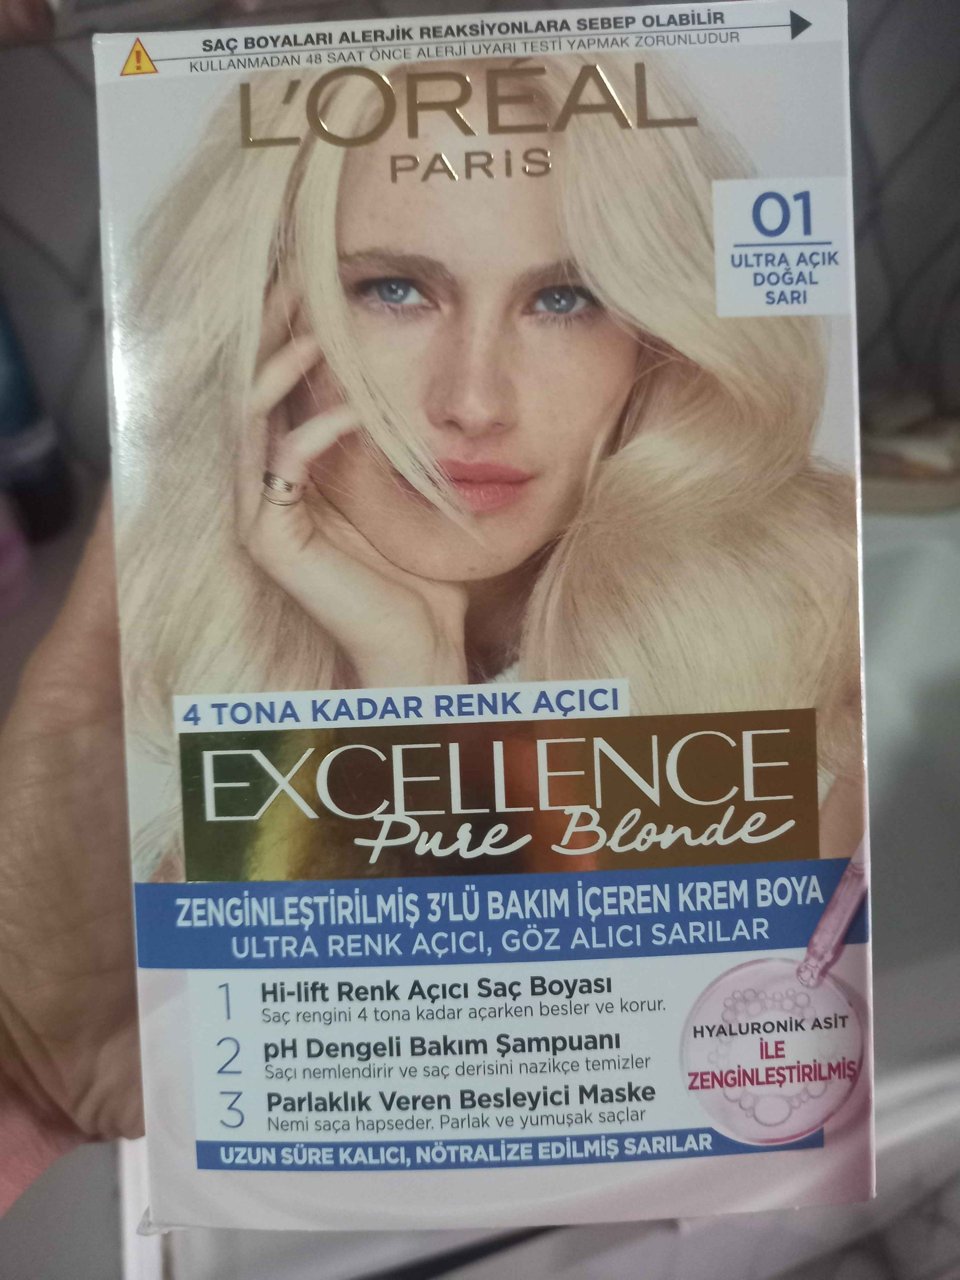 SAÇ BOYALARI ALERJİK REAKSİYONLARA SEBEP OLABİLİR
KULLANMADAN 48 SAAT ÖNCE ALERJİ UYARI TESTİ YAPMAK ZORUNLUDUR
L'ORÉAL
PARİS
01
ULTRA AÇIK
DOĞAL
SARI
4 TONA KADAR RENK AÇICI
EXCELLENCE
Pure Blonde
ZENGİNLEŞTİRİLMİŞ 3'LÜ BAKIM İÇEREN KREM BOYA
ULTRA RENK AÇICI, GÖZ ALICI SARILAR
1 Hi-lift Renk Açıcı Saç Boyası
Saç rengini 4 tona kadar açarken besler ve korur.
2 pH Dengeli Bakım Şampuanı
Saçı nemlendirir ve saç derisini nazikçe temizler
3 Parlaklık Veren Besleyici Maske
Nemi saça hapseder. Parlak ve yumuşak saçlar
HYALURONİK ASİT
İLE
ZENGİNLEŞTİRİLMİŞ
UZUN SÜRE KALICI, NÖTRALİZE EDİLMİŞ SARILAR